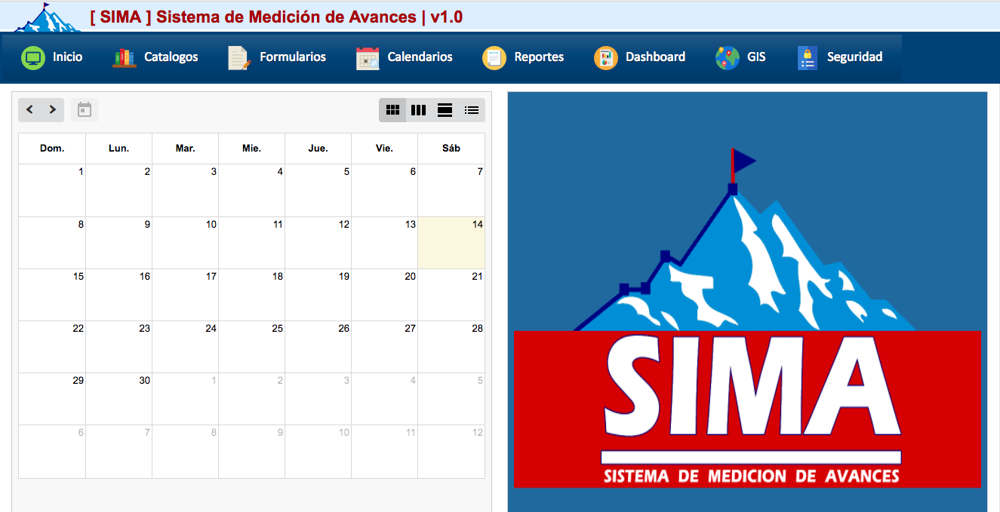 [ SIMA ] Sistema de Medición de Avances | v1.0
Inicio Catalogos Formularios Calendarios Reportes Dashboard GIS Seguridad
Dom. Lun. Mar. Mie. Jue. Vie. Sáb
1 2 3 4 5 6 7
8 9 10 11 12 13 14
15 16 17 18 19 20 21
22 23 24 25 26 27 28
29 30 1 2 3 4 5
6 7 8 9 10 11 12
SIMA
SISTEMA DE MEDICION DE AVANCES